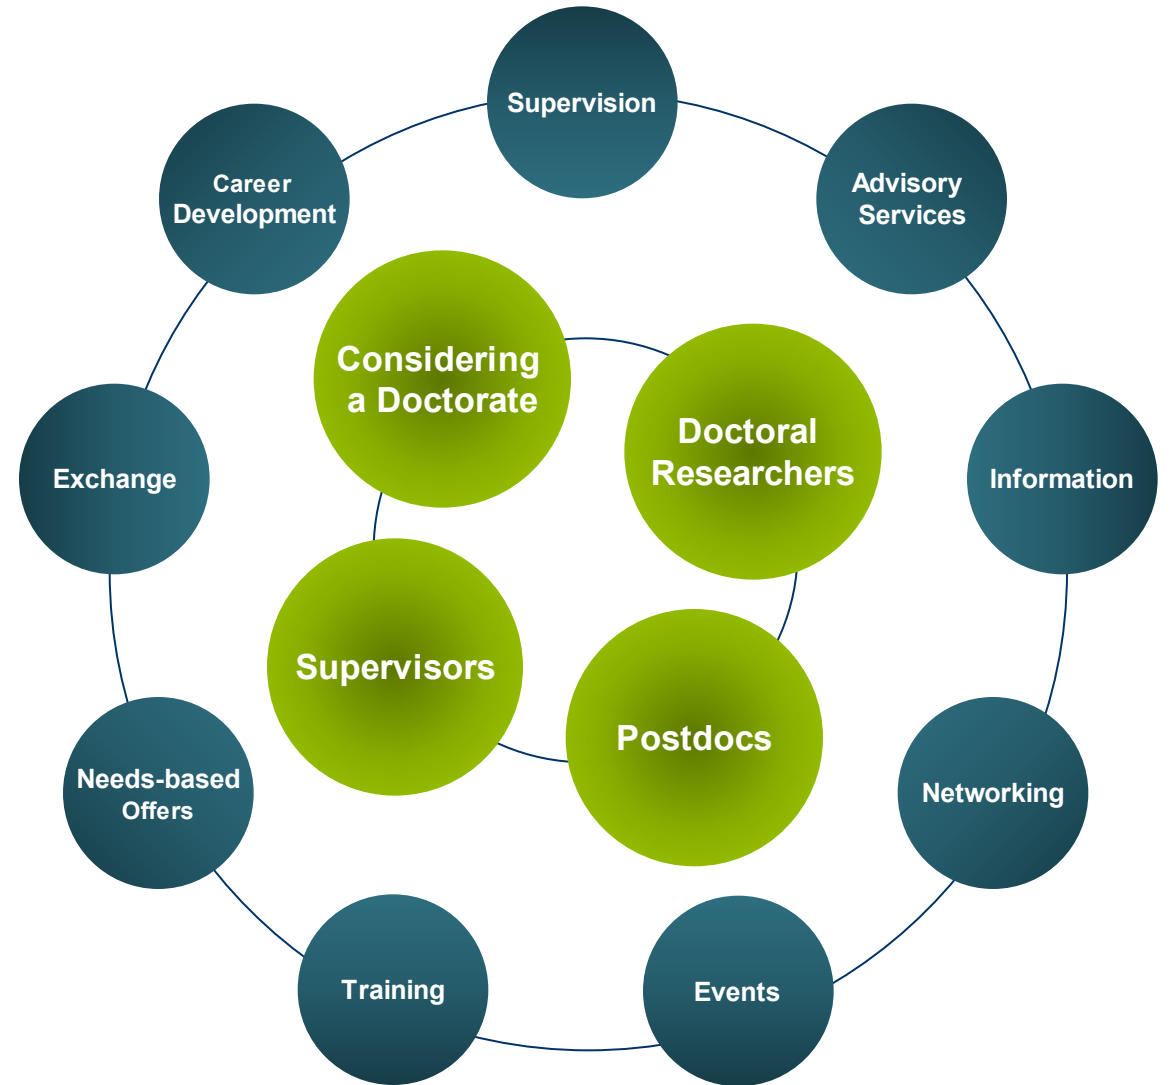 Supervision
Advisory
Services
Information
Networking
Events
Training
Needs-based
Offers
Exchange
Career
Development
Considering
a Doctorate
Doctoral
Researchers
Postdocs
Supervisors